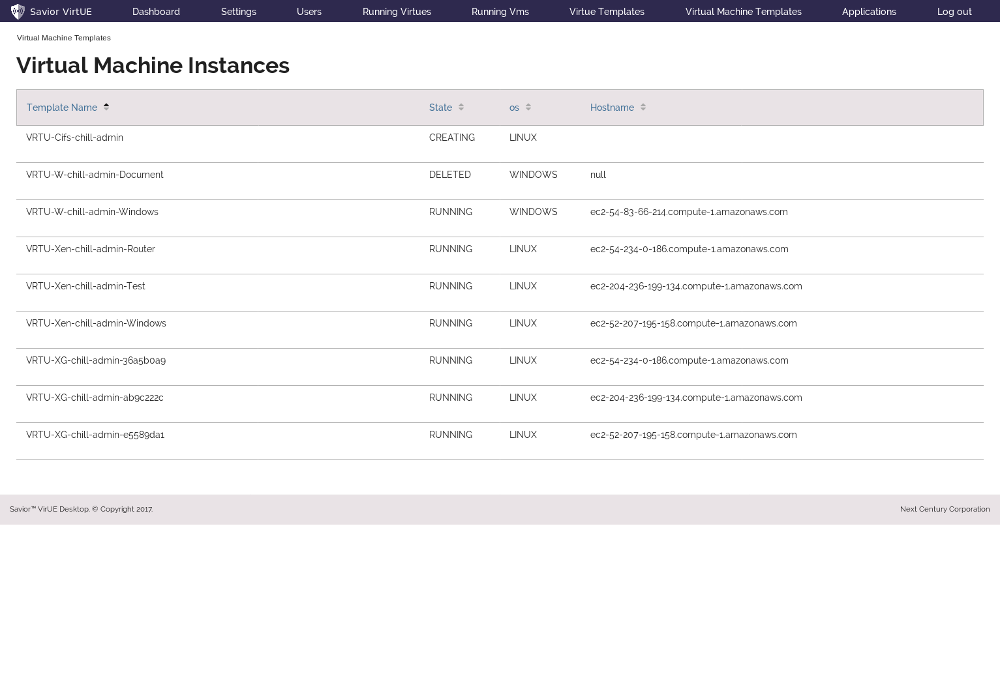 Savior VirtUE Dashboard Settings Users Running Virtues Running Vms Virtue Templates Virtual Machine Templates Applications Log out
Virtual Machine Templates
Virtual Machine Instances
Template Name State os Hostname
VRTU-Cifs-chill-admin CREATING LINUX
VRTU-W-chill-admin-Document DELETED WINDOWS null
VRTU-W-chill-admin-Windows RUNNING WINDOWS ec2-54-83-66-214.compute-1.amazonaws.com
VRTU-Xen-chill-admin-Router RUNNING LINUX ec2-54-234-0-186.compute-1.amazonaws.com
VRTU-Xen-chill-admin-Test RUNNING LINUX ec2-204-236-199-134.compute-1.amazonaws.com
VRTU-Xen-chill-admin-Windows RUNNING LINUX ec2-52-207-195-158.compute-1.amazonaws.com
VRTU-XG-chill-admin-36a5b0a9 RUNNING LINUX ec2-54-234-0-186.compute-1.amazonaws.com
VRTU-XG-chill-admin-ab9c222c RUNNING LINUX ec2-204-236-199-134.compute-1.amazonaws.com
VRTU-XG-chill-admin-e5589da1 RUNNING LINUX ec2-52-207-195-158.compute-1.amazonaws.com
Savior™ VirUE Desktop. © Copyright 2017. Next Century Corporation